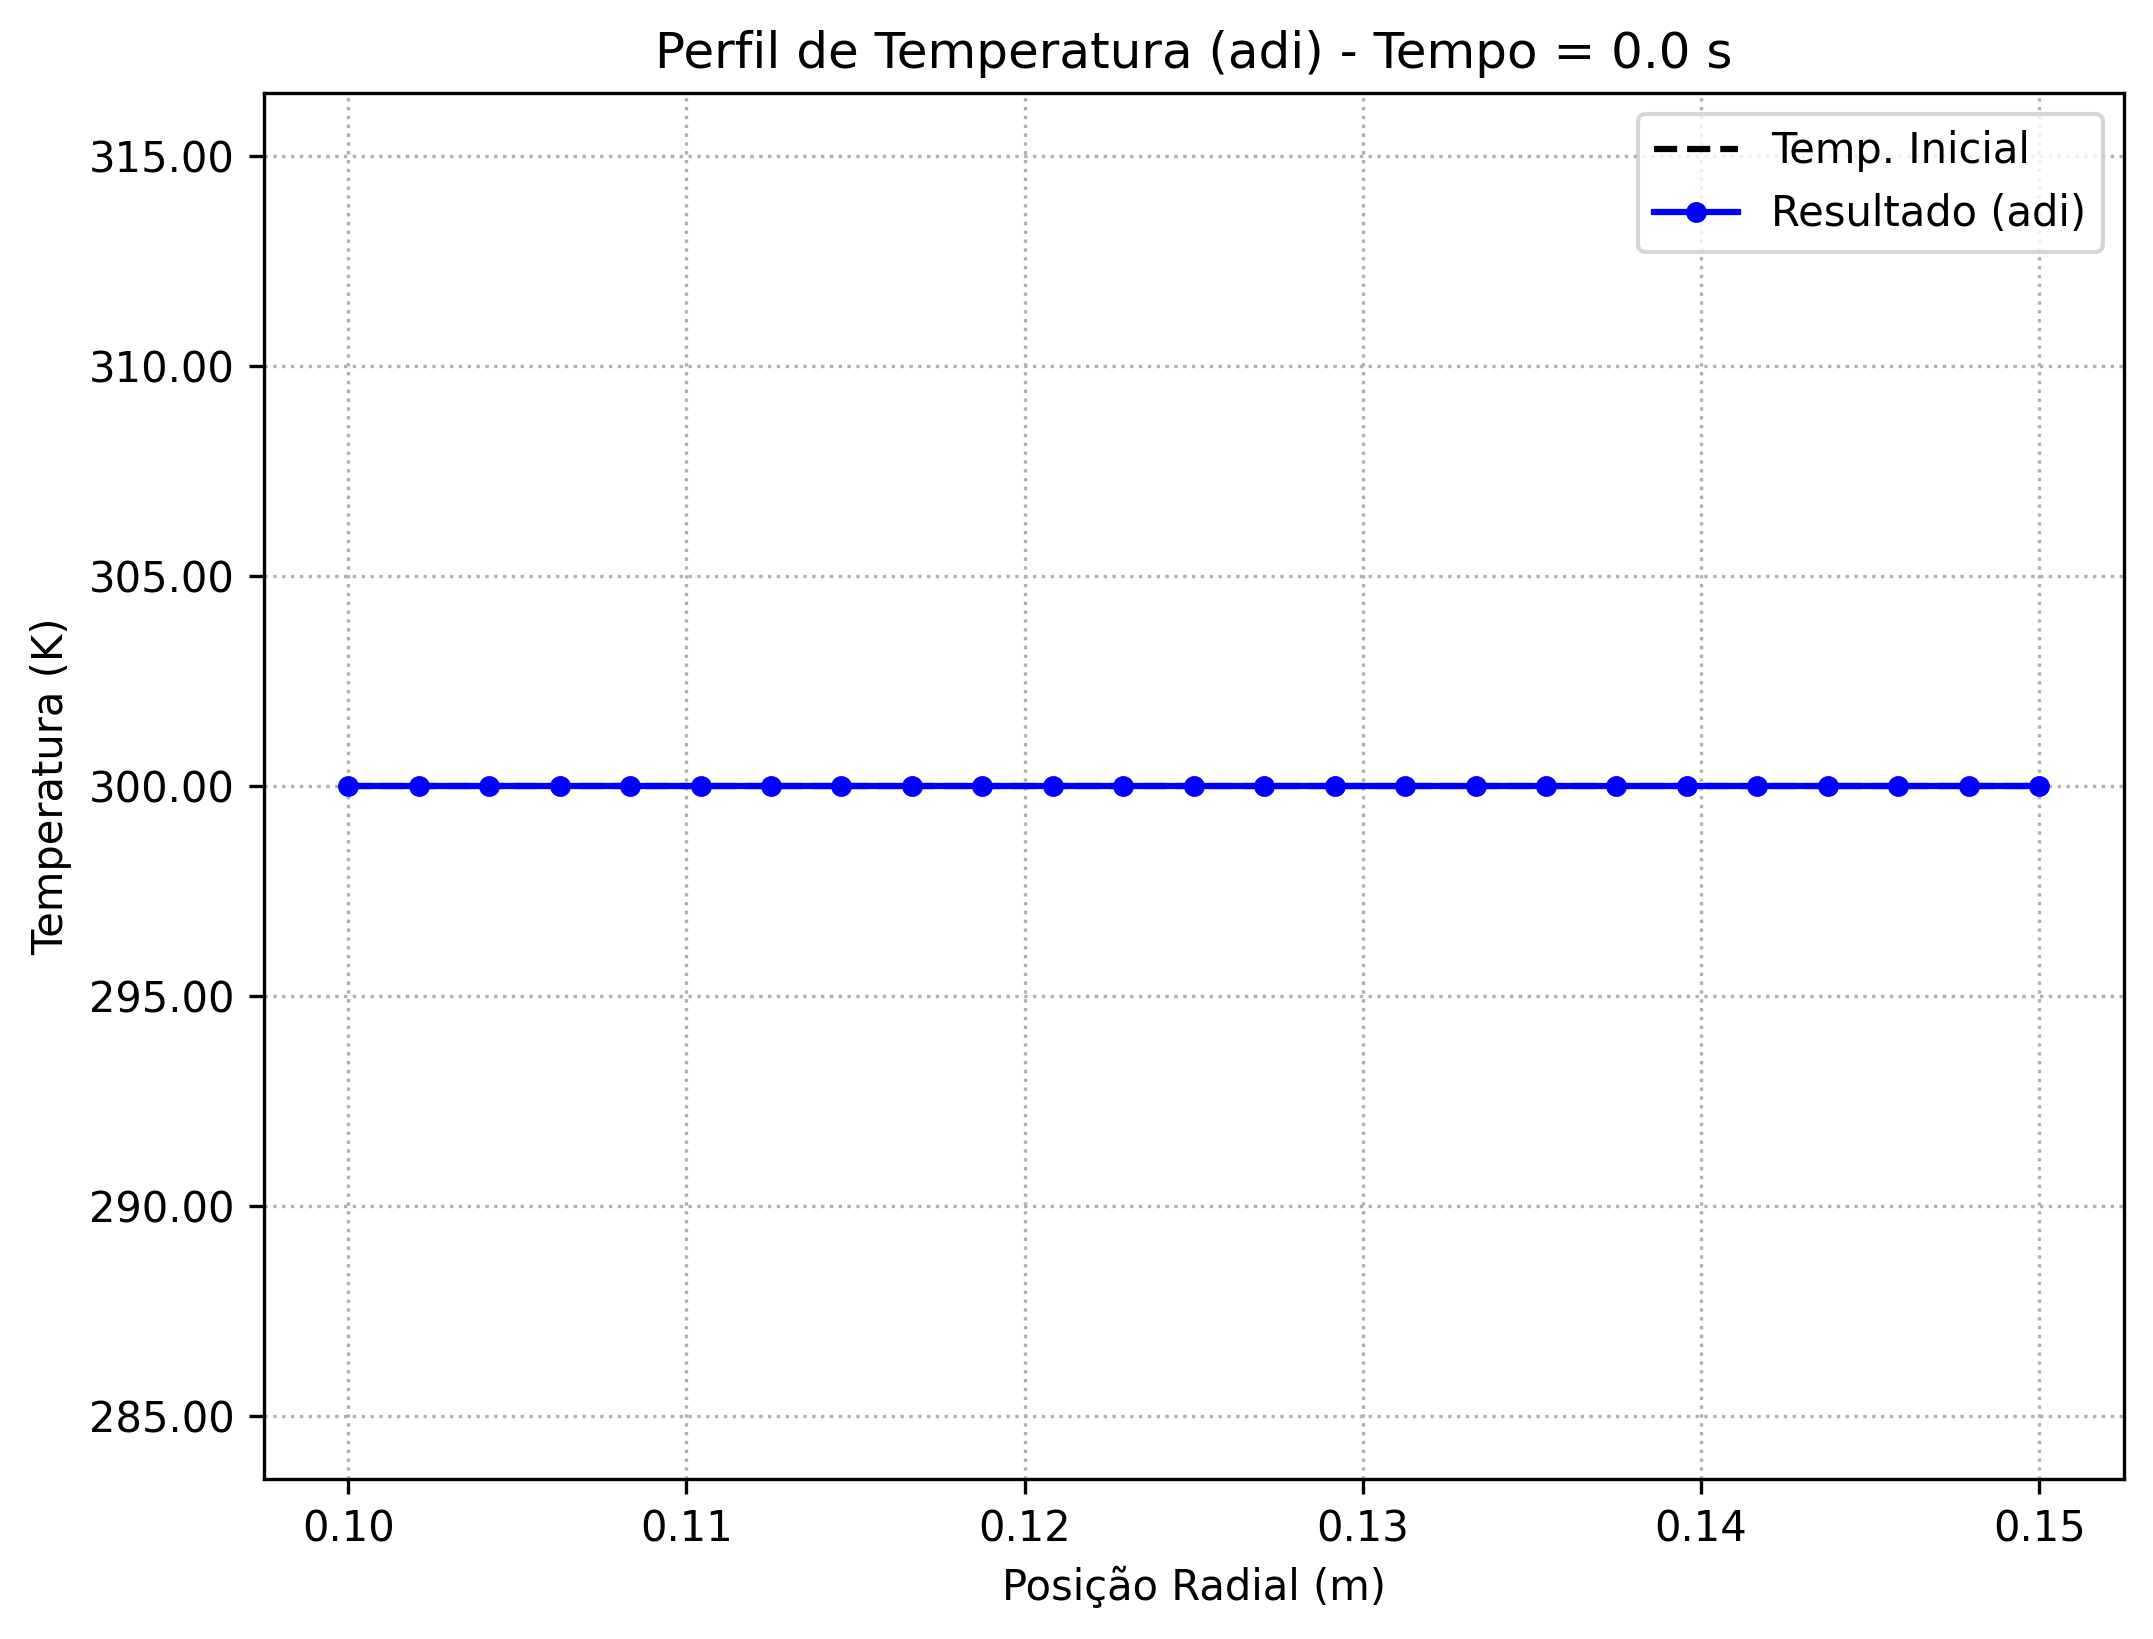 Perfil de Temperatura (adi) - Tempo = 0.0 s
Temp. Inicial
Resultado (adi)
Temperatura (K)
315.00
310.00
305.00
300.00
295.00
290.00
285.00
0.10 0.11 0.12 0.13 0.14 0.15
Posição Radial (m)